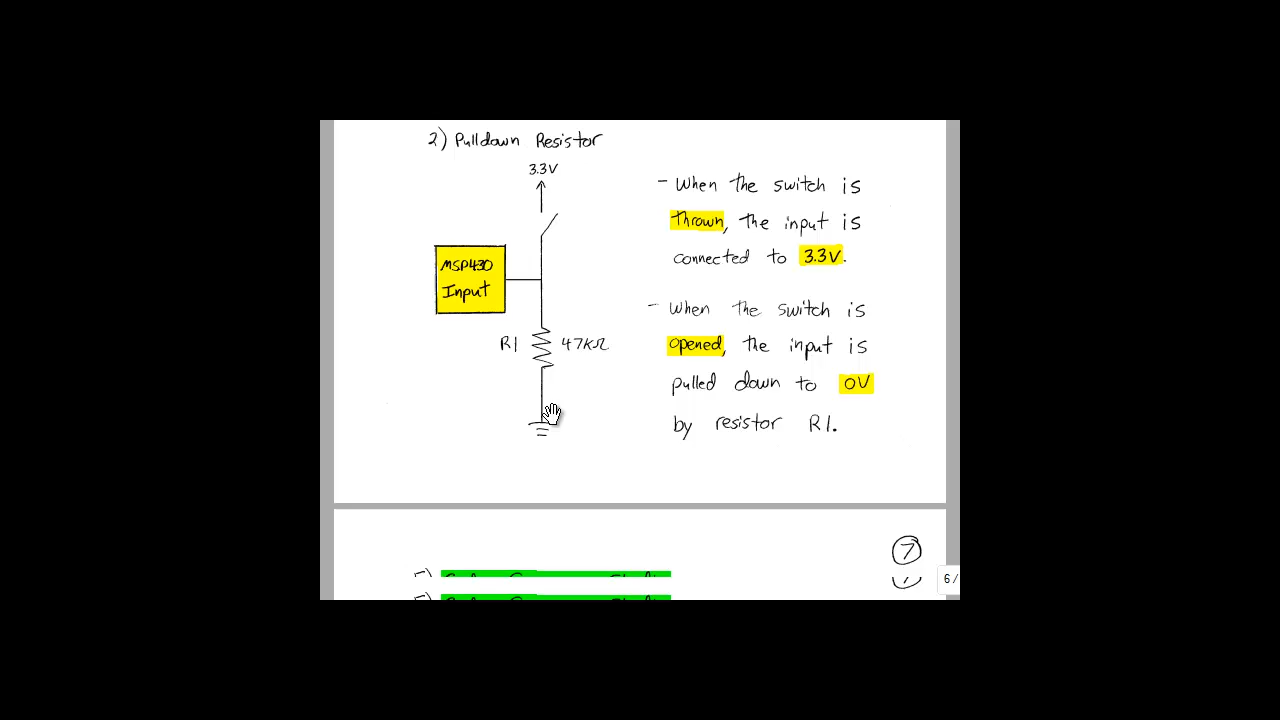 2) Pulldown Resistor
3.3V
MSP430
Input
R1 47kΩ
- When the switch is
thrown, the input is
connected to 3.3V.
- When the switch is
opened, the input is
pulled down to 0V
by resistor R1.
7
6 /